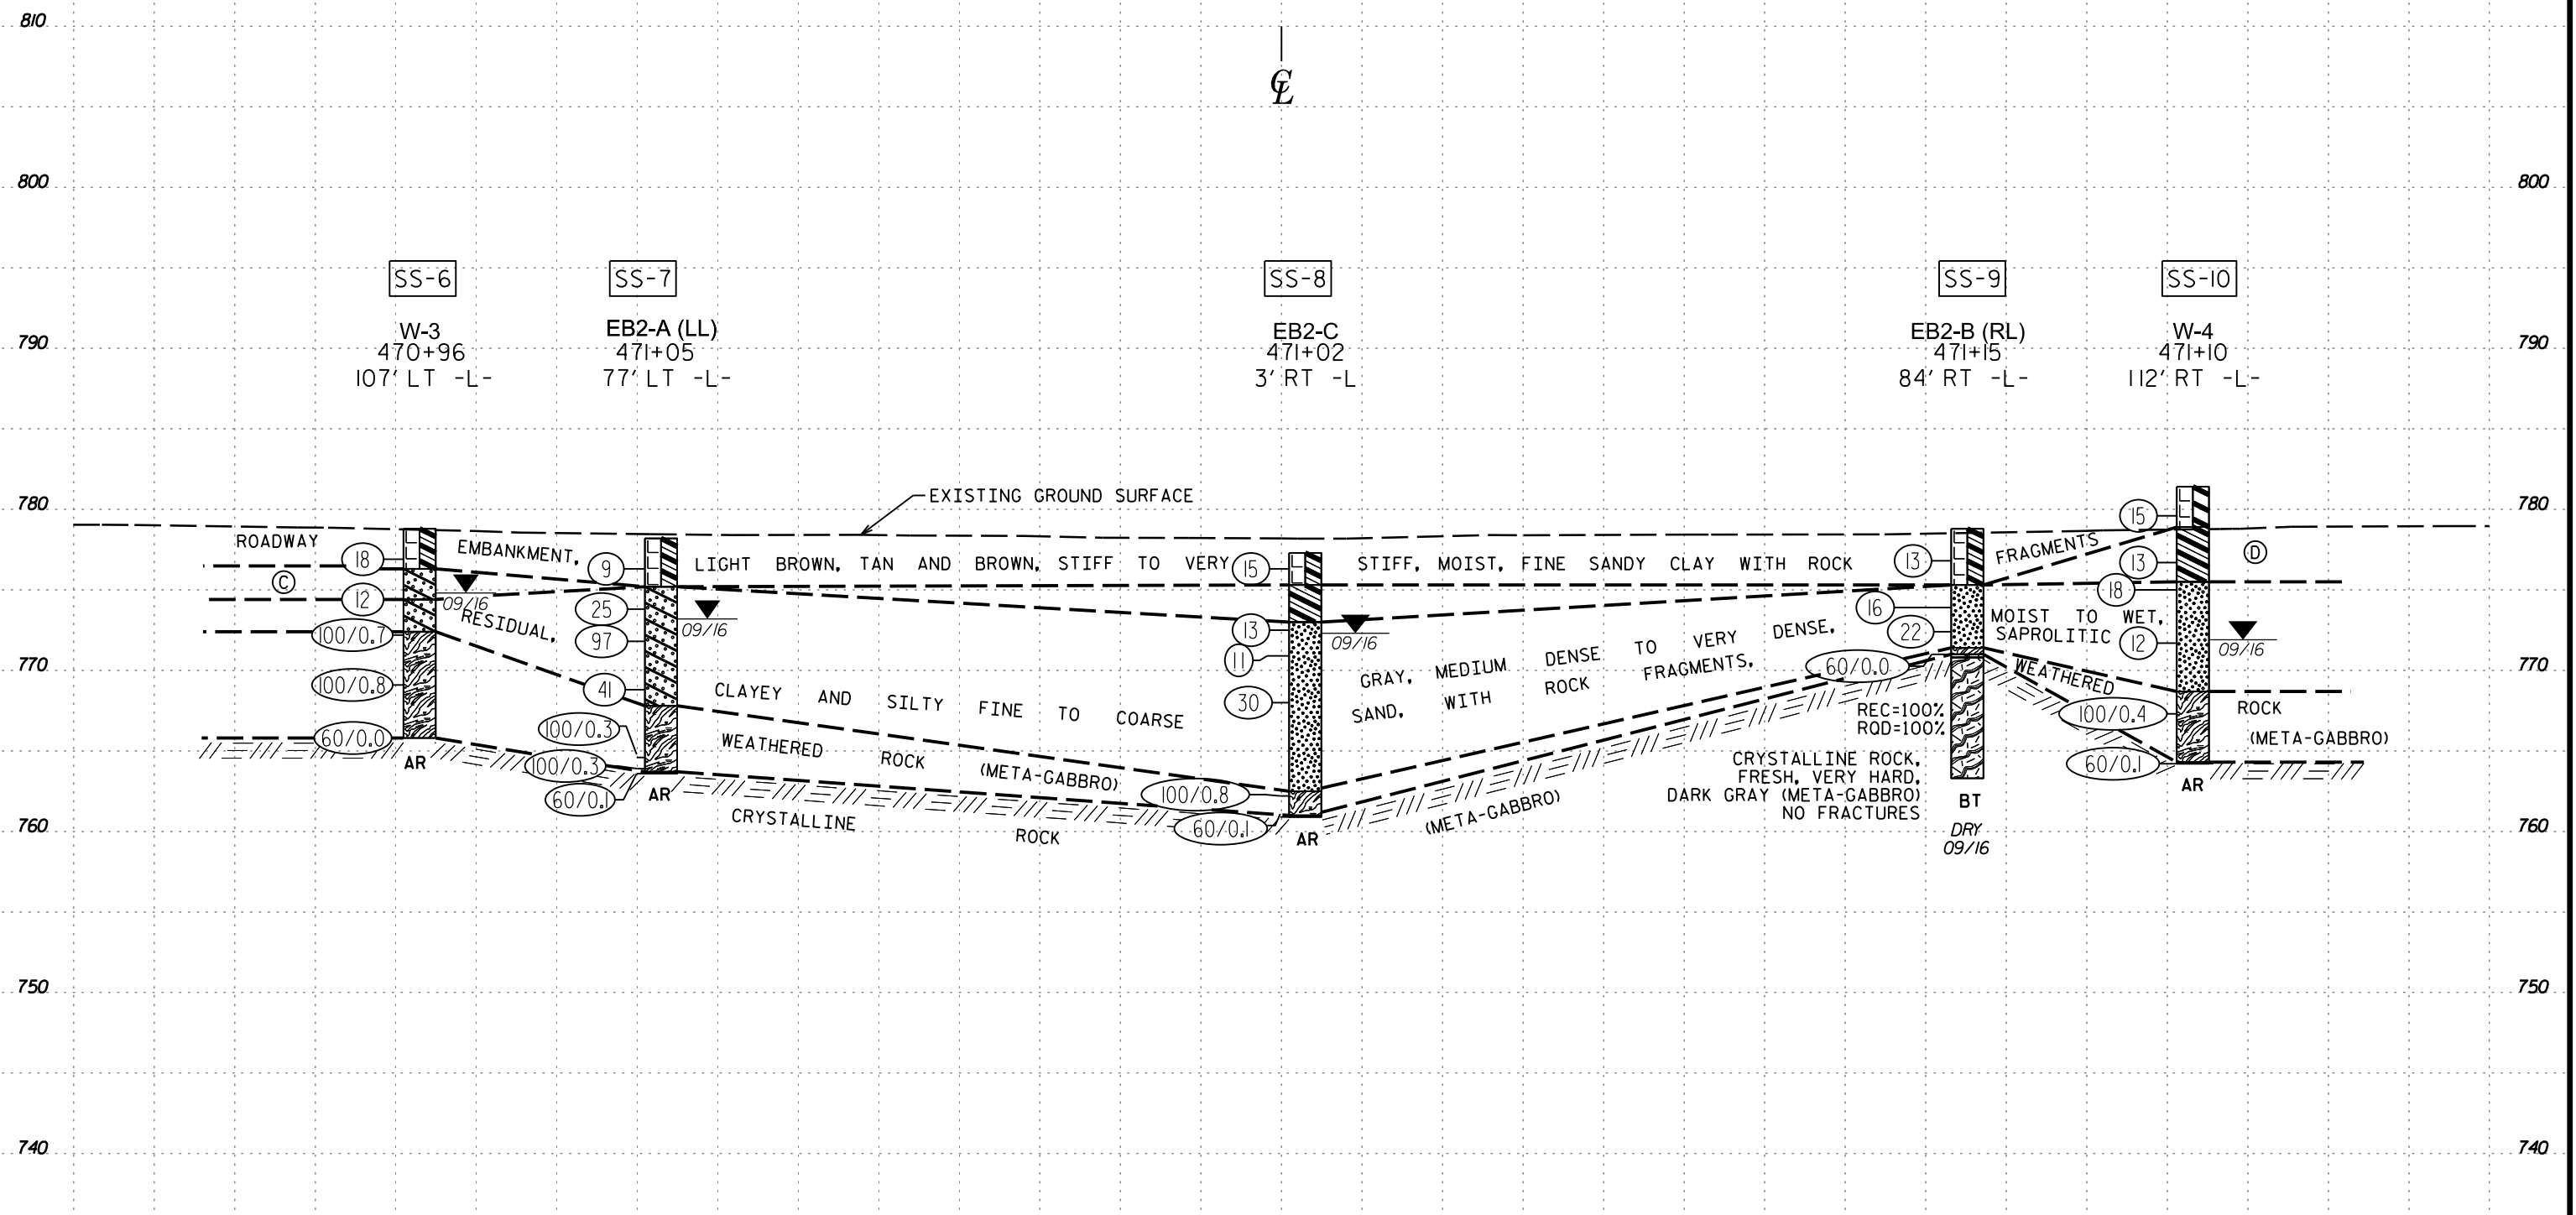 810
℄
800
800
SS-6
SS-7
SS-8
SS-9
SS-10
W-3
470+96
107' LT -L-
EB2-A (LL)
471+05
77' LT -L-
EB2-C
471+02
3' RT -L
EB2-B (RL)
471+15
84' RT -L-
W-4
471+10
112' RT -L-
790
790
780
780
EXISTING GROUND SURFACE
ROADWAY EMBANKMENT, LIGHT BROWN, TAN AND BROWN, STIFF TO VERY STIFF, MOIST, FINE SANDY CLAY WITH ROCK FRAGMENTS
18
9
15
13
15
C
D
12
25
13
16
13
18
09/16
09/16
09/16
09/16
100/0.7
97
11
22
12
RESIDUAL,
GRAY, MEDIUM DENSE TO VERY DENSE,
MOIST TO WET,
SAPROLITIC
770
770
100/0.8
41
30
60/0.0
CLAYEY AND SILTY FINE TO COARSE
SAND, WITH ROCK FRAGMENTS,
WEATHERED
100/0.3
100/0.4
ROCK
(META-GABBRO)
REC=100%
RQD=100%
60/0.0
AR
100/0.3
60/0.1
AR
WEATHERED ROCK (META-GABBRO)
100/0.8
60/0.1
AR
60/0.1
AR
CRYSTALLINE ROCK,
FRESH, VERY HARD,
DARK GRAY (META-GABBRO)
NO FRACTURES
BT
DRY
09/16
CRYSTALLINE ROCK (META-GABBRO)
760
760
750
750
740
740